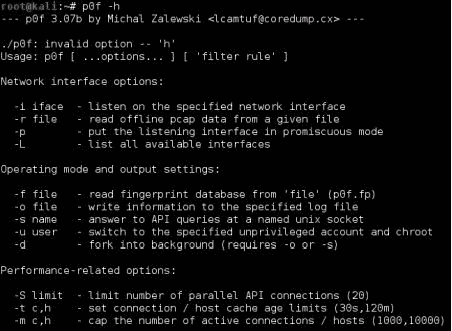 root@kali:~# p0f -h
--- p0f 3.07b by Michal Zalewski <lcamtuf@coredump.cx> ---
./p0f: invalid option -- 'h'
Usage: p0f [ ...options... ] [ 'filter rule' ]
Network interface options:
-i iface  - listen on the specified network interface
-r file   - read offline pcap data from a given file
-p        - put the listening interface in promiscuous mode
-L        - list all available interfaces
Operating mode and output settings:
-f file   - read fingerprint database from 'file' (p0f.fp)
-o file   - write information to the specified log file
-s name   - answer to API queries at a named unix socket
-u user   - switch to the specified unprivileged account and chroot
-d        - fork into background (requires -o or -s)
Performance-related options:
-S limit  - limit number of parallel API connections (20)
-t c,h    - set connection / host cache age limits (30s,120m)
-m c,h    - cap the number of active connections / hosts (1000,10000)